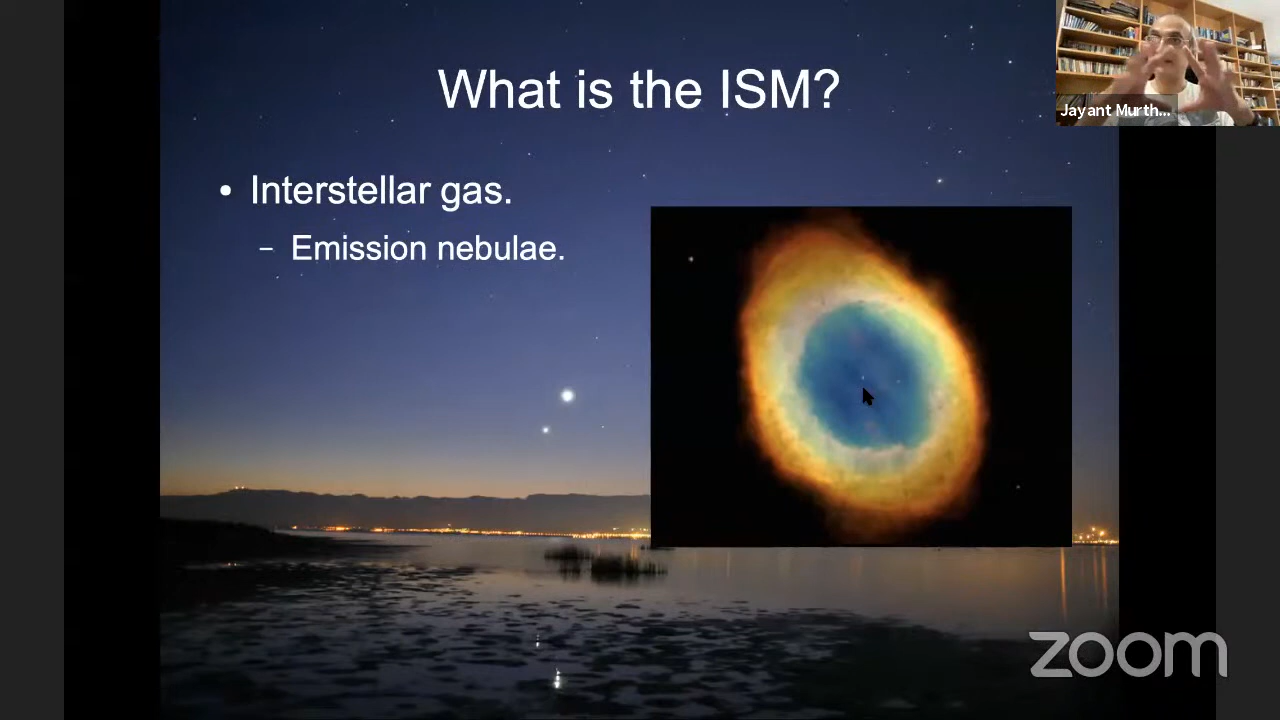 What is the ISM?
Jayant Murth...
• Interstellar gas.
– Emission nebulae.
zoom